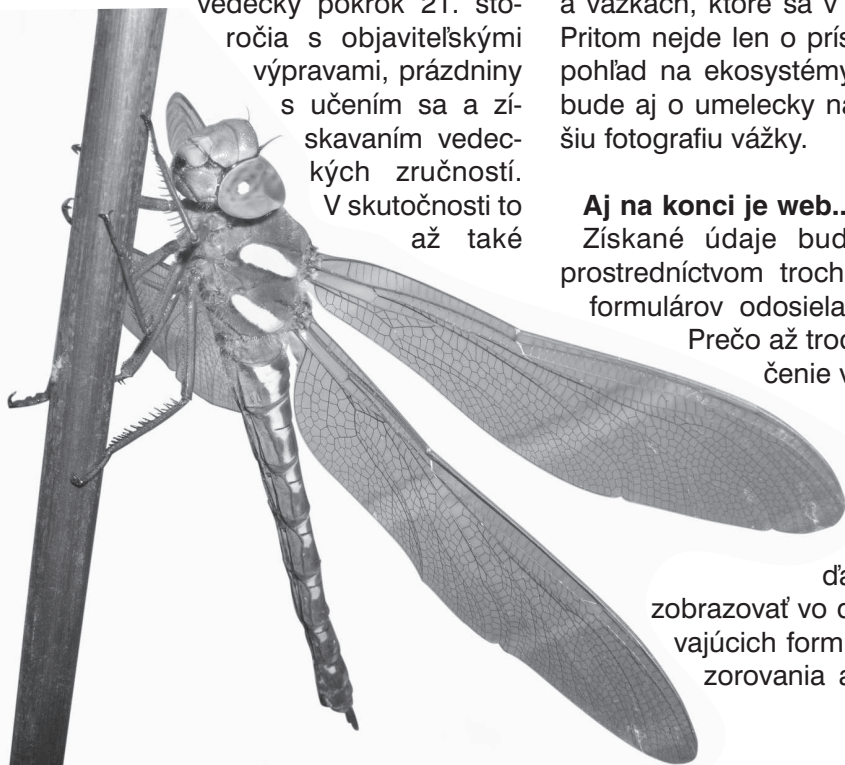 vedecký pokrok 21. sto-
ročia s objaviteľskými
výpravami, prázdniny
s učením sa a zí-
skavaním vedec-
kých zručností.
V skutočnosti to
až také
a vážkach, ktoré sa v
Pritom nejde len o prís
pohľad na ekosystémy
bude aj o umelecky na
šiu fotografiu vážky.
Aj na konci je web..
Získané údaje bud
prostredníctvom troch
formulárov odosiela
Prečo až troc
čenie v
ďa
zobrazovať vo d
vajúcich form
zorovania a